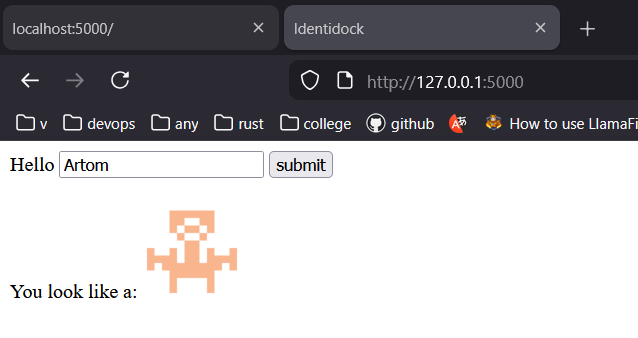 localhost:5000/ Identidock
http://127.0.0.1:5000
v devops any rust college github How to use LlamaFi
Hello Artom submit
You look like a: